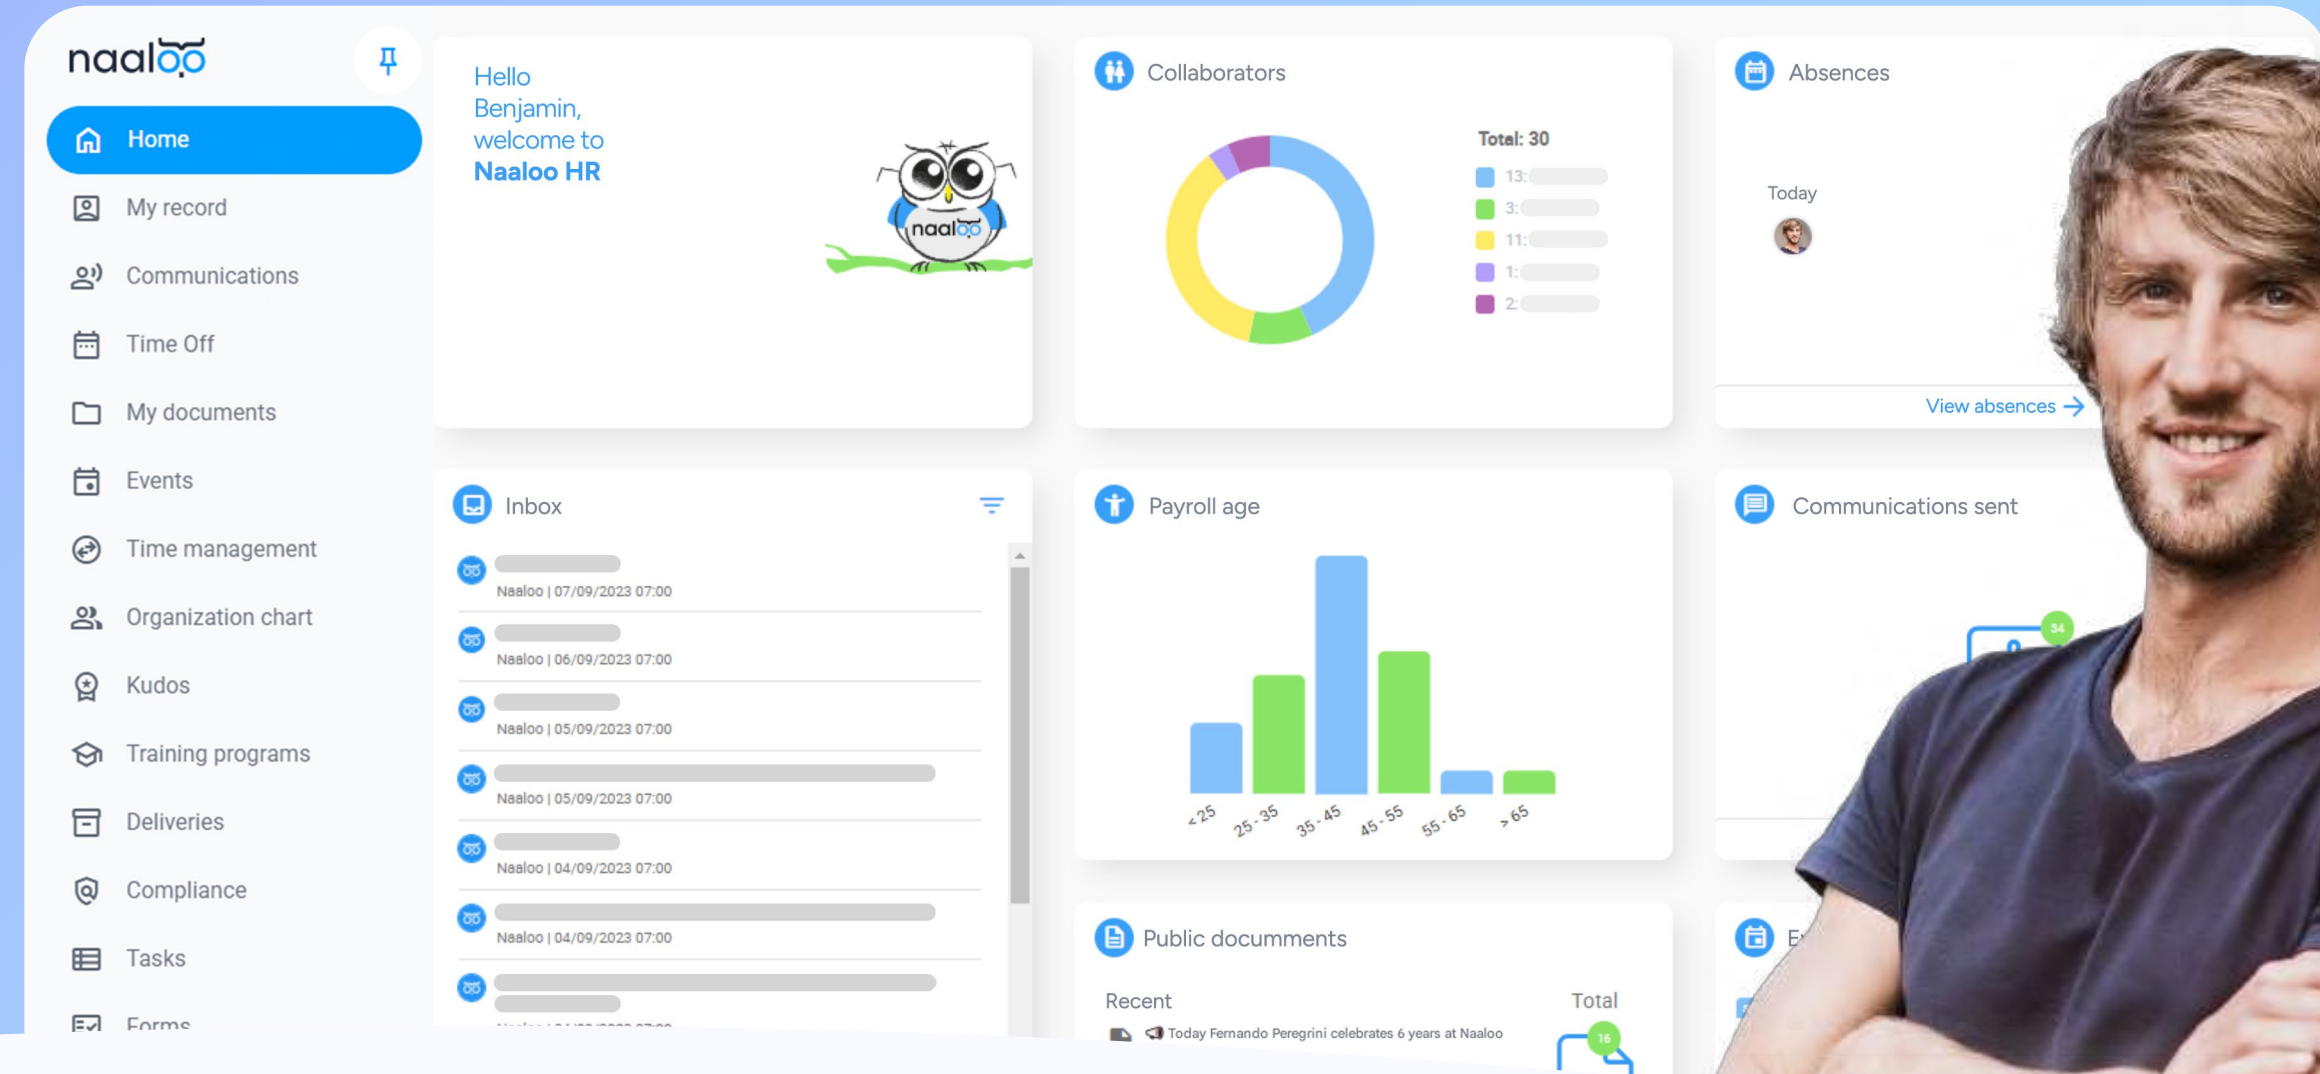 naaloo
Home
My record
Communications
Time Off
My documents
Events
Time management
Organization chart
Kudos
Training programs
Deliveries
Compliance
Tasks
Forms
Hello
Benjamin,
welcome to
Naaloo HR
naaloo
Collaborators
Total: 30
13:
3:
11:
1:
2:
Absences
Today
View absences
Inbox
Naaloo | 07/09/2023 07:00
Naaloo | 06/09/2023 07:00
Naaloo | 05/09/2023 07:00
Naaloo | 05/09/2023 07:00
Naaloo | 04/09/2023 07:00
Naaloo | 04/09/2023 07:00
Payroll age
< 25
25 - 35
35 - 45
45 - 55
55 - 65
> 65
Communications sent
34
Public documments
Recent
Total
Today Fernando Peregrini celebrates 6 years at Naaloo
16